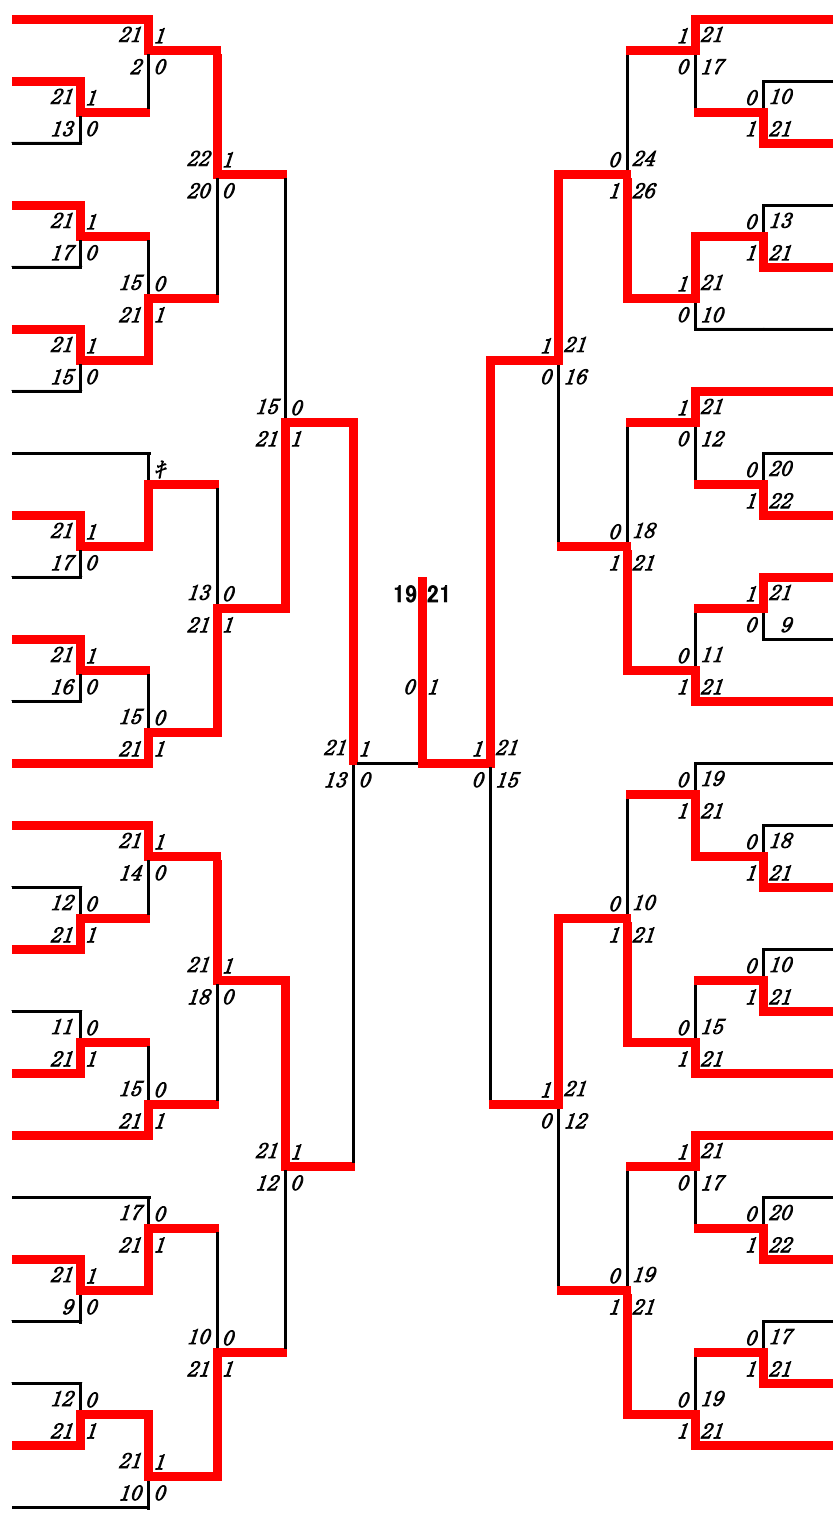 21 1 1 21
2 0 0 17
21 1 0 10
13 0 1 21
22 1 0 24
20 0 1 26
21 1 0 13
17 0 1 21
15 0 1 21
21 1 0 10
21 1 1 21
15 0 0 16
15 0 1 21
21 1 0 12
ｷ 0 20
1 22
21 1 0 18
17 0 1 21
13 0 19 21 1 21
21 1 0 9
21 1 0 11
16 0 0 1 1 21
15 0
21 1 21 1 1 21
13 0 0 15 0 19
1 21
21 1 0 18
14 0 1 21
12 0 0 10
21 1 1 21
21 1 0 10
18 0 1 21
11 0 0 15
21 1 1 21
15 0 1 21
21 1 0 12
21 1 1 21
12 0 0 17
17 0 0 20
21 1 1 22
21 1 0 19
9 0 1 21
10 0 0 17
21 1 1 21
12 0 0 19
21 1 1 21
21 1
10 0